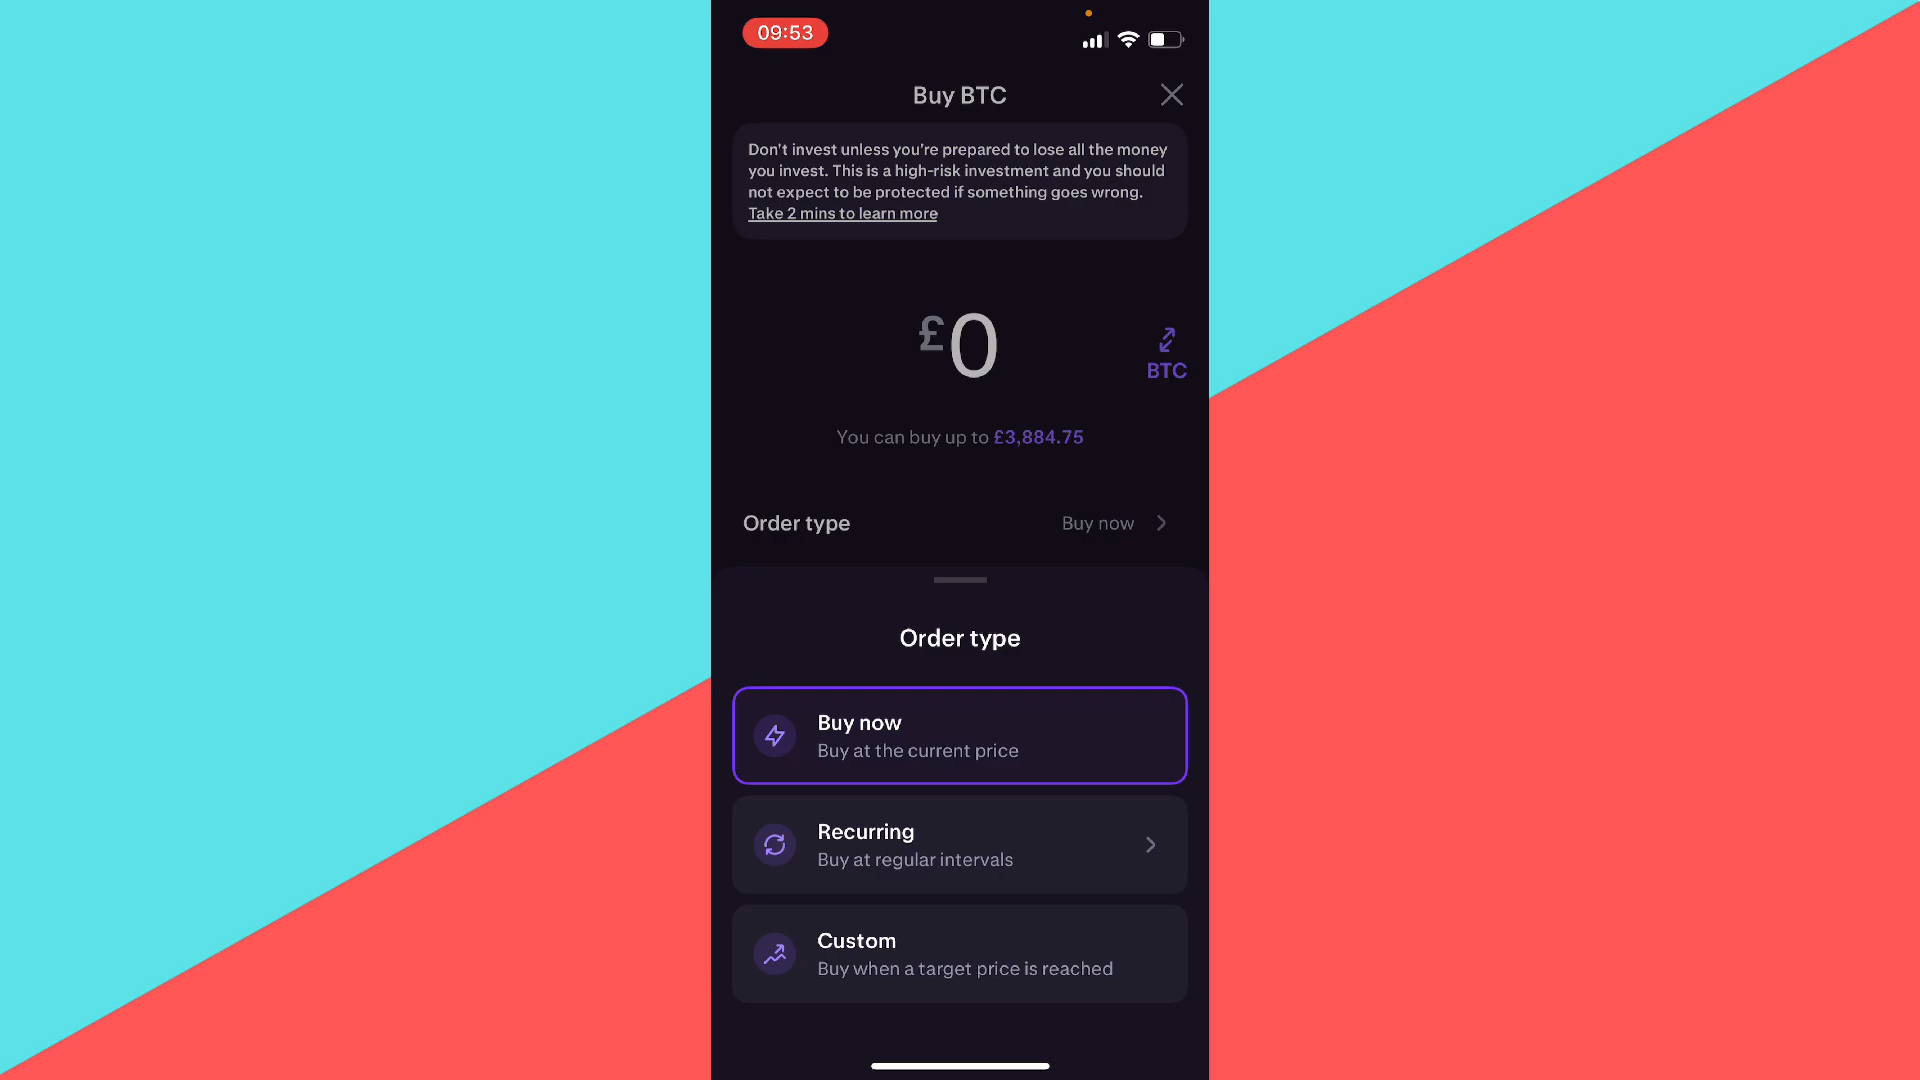 09:53
Buy BTC
Don't invest unless you're prepared to lose all the money
you invest. This is a high-risk investment and you should
not expect to be protected if something goes wrong.
Take 2 mins to learn more
£0
BTC
You can buy up to £3,884.75
Order type Buy now
Order type
Buy now
Buy at the current price
Recurring
Buy at regular intervals
Custom
Buy when a target price is reached